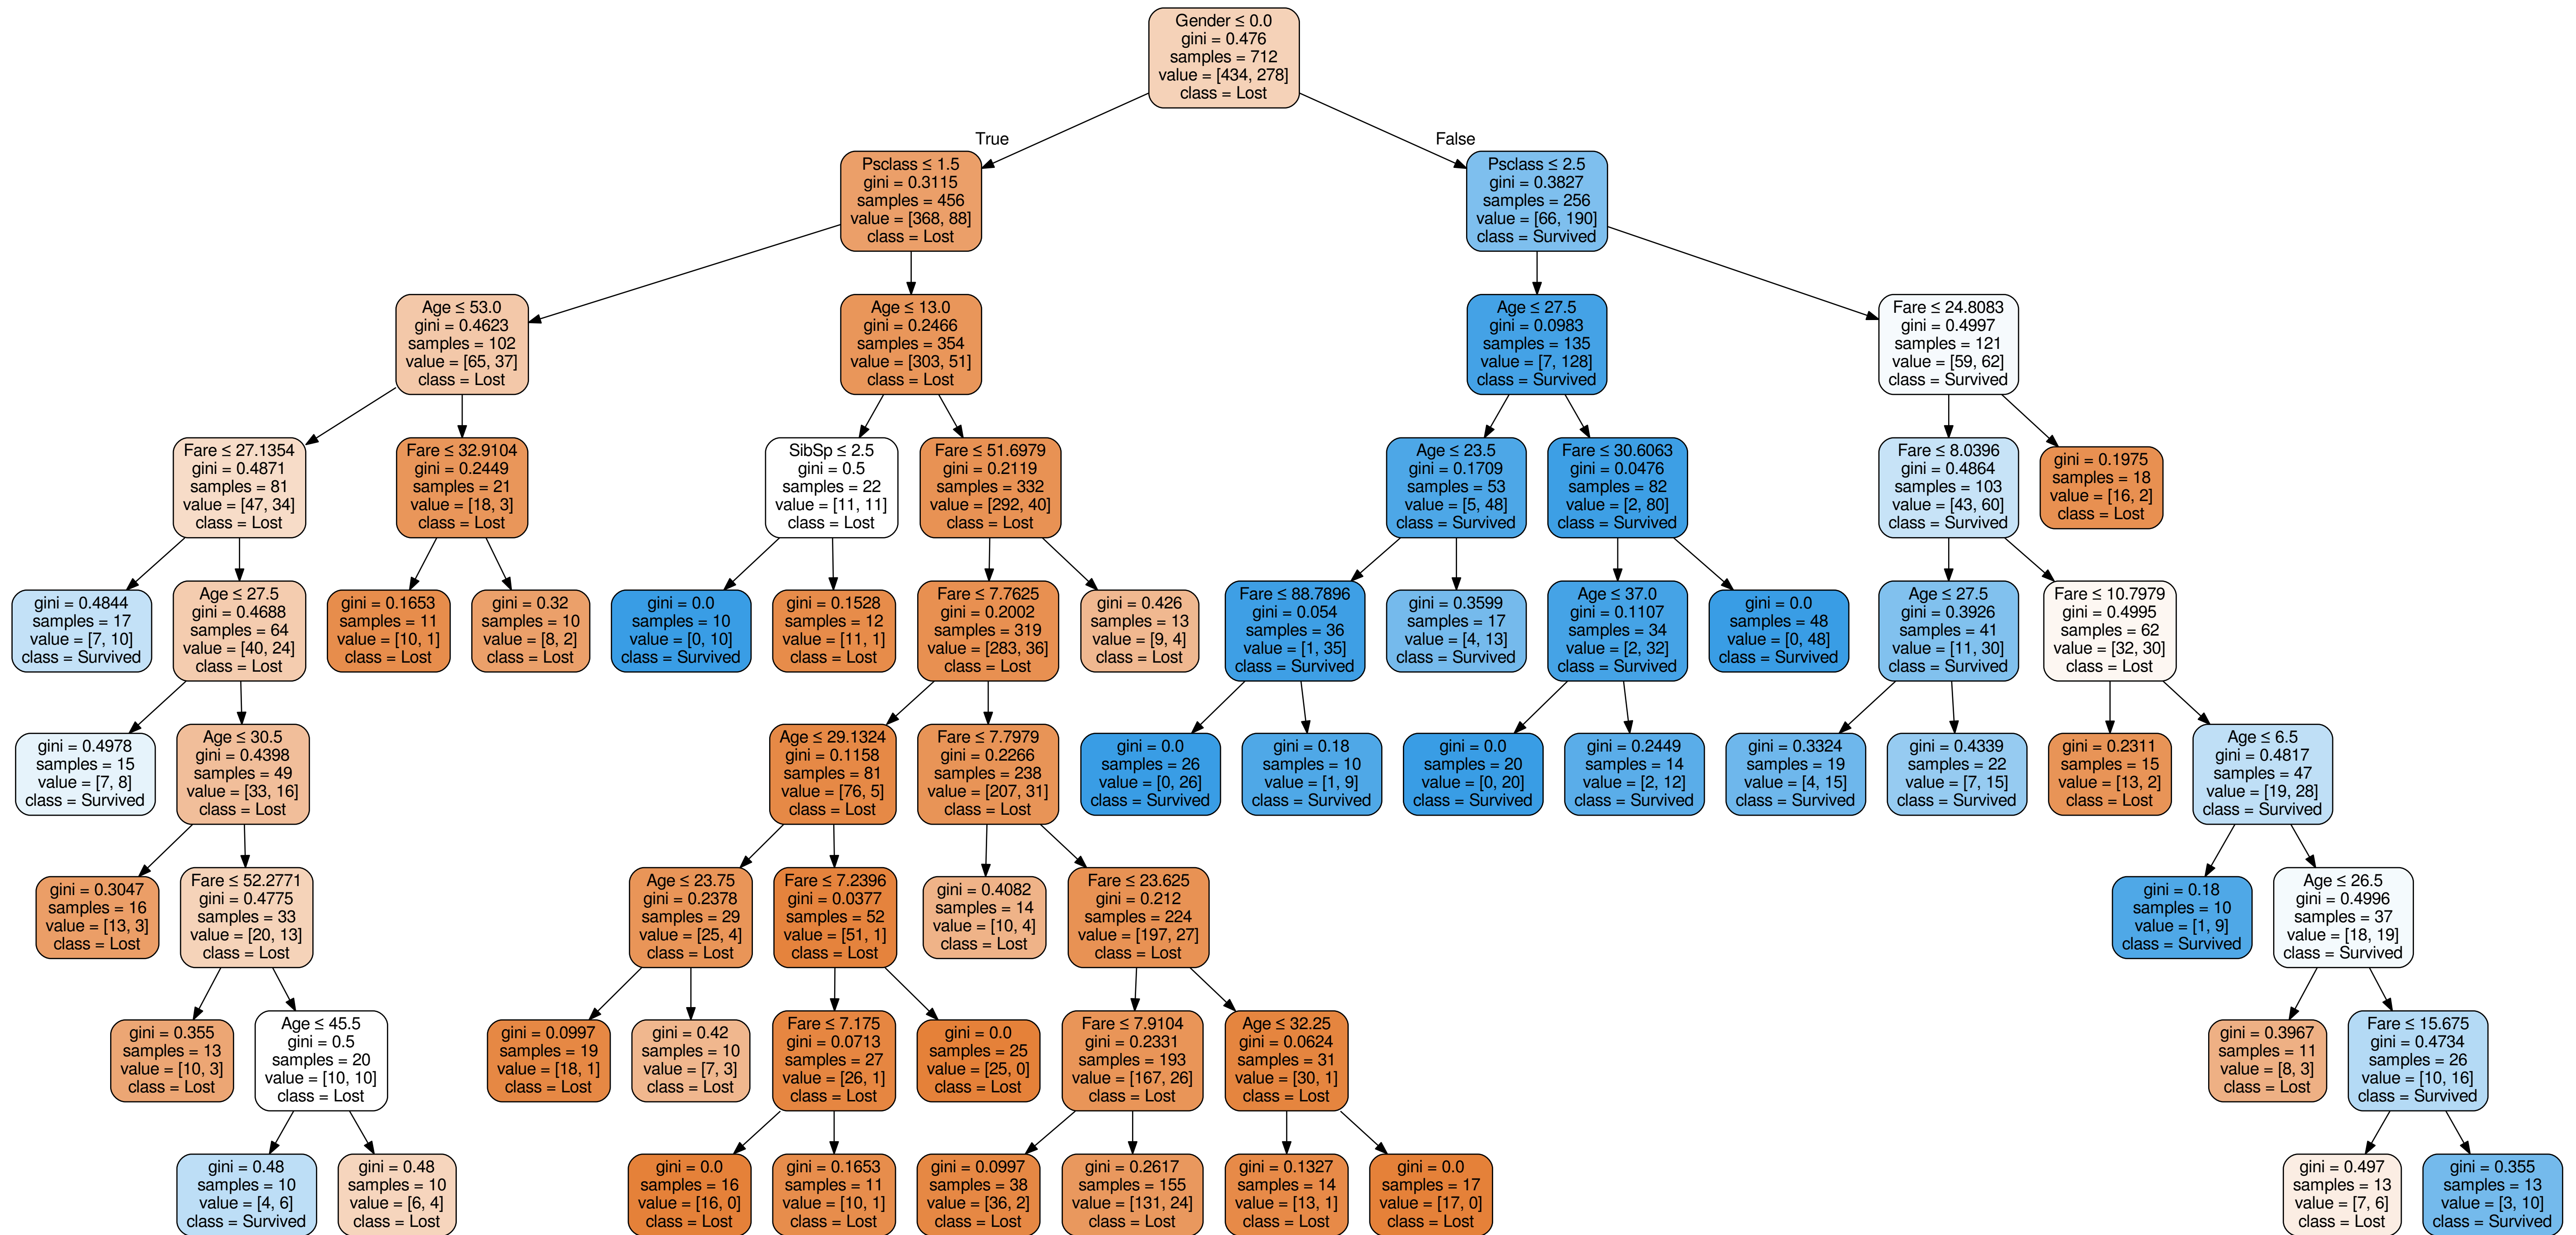 Gender ≤ 0.0
gini = 0.476
samples = 712
value = [434, 278]
class = Lost
True
False
Psclass ≤ 1.5
gini = 0.3115
samples = 456
value = [368, 88]
class = Lost
Psclass ≤ 2.5
gini = 0.3827
samples = 256
value = [66, 190]
class = Survived
Age ≤ 53.0
gini = 0.4623
samples = 102
value = [65, 37]
class = Lost
Age ≤ 13.0
gini = 0.2466
samples = 354
value = [303, 51]
class = Lost
Age ≤ 27.5
gini = 0.0983
samples = 135
value = [7, 128]
class = Survived
Fare ≤ 24.8083
gini = 0.4997
samples = 121
value = [59, 62]
class = Survived
Fare ≤ 27.1354
gini = 0.4871
samples = 81
value = [47, 34]
class = Lost
Fare ≤ 32.9104
gini = 0.2449
samples = 21
value = [18, 3]
class = Lost
SibSp ≤ 2.5
gini = 0.5
samples = 22
value = [11, 11]
class = Lost
Fare ≤ 51.6979
gini = 0.2119
samples = 332
value = [292, 40]
class = Lost
Age ≤ 23.5
gini = 0.1709
samples = 53
value = [5, 48]
class = Survived
Fare ≤ 30.6063
gini = 0.0476
samples = 82
value = [2, 80]
class = Survived
Fare ≤ 8.0396
gini = 0.4864
samples = 103
value = [43, 60]
class = Survived
gini = 0.1975
samples = 18
value = [16, 2]
class = Lost
gini = 0.4844
samples = 17
value = [7, 10]
class = Survived
Age ≤ 27.5
gini = 0.4688
samples = 64
value = [40, 24]
class = Lost
gini = 0.1653
samples = 11
value = [10, 1]
class = Lost
gini = 0.32
samples = 10
value = [8, 2]
class = Lost
gini = 0.0
samples = 10
value = [0, 10]
class = Survived
gini = 0.1528
samples = 12
value = [11, 1]
class = Lost
Fare ≤ 7.7625
gini = 0.2002
samples = 319
value = [283, 36]
class = Lost
gini = 0.426
samples = 13
value = [9, 4]
class = Lost
Fare ≤ 88.7896
gini = 0.054
samples = 36
value = [1, 35]
class = Survived
gini = 0.3599
samples = 17
value = [4, 13]
class = Survived
Age ≤ 37.0
gini = 0.1107
samples = 34
value = [2, 32]
class = Survived
gini = 0.0
samples = 48
value = [0, 48]
class = Survived
Age ≤ 27.5
gini = 0.3926
samples = 41
value = [11, 30]
class = Survived
Fare ≤ 10.7979
gini = 0.4995
samples = 62
value = [32, 30]
class = Lost
gini = 0.4978
samples = 15
value = [7, 8]
class = Survived
Age ≤ 30.5
gini = 0.4398
samples = 49
value = [33, 16]
class = Lost
Age ≤ 29.1324
gini = 0.1158
samples = 81
value = [76, 5]
class = Lost
Fare ≤ 7.7979
gini = 0.2266
samples = 238
value = [207, 31]
class = Lost
gini = 0.0
samples = 26
value = [0, 26]
class = Survived
gini = 0.18
samples = 10
value = [1, 9]
class = Survived
gini = 0.0
samples = 20
value = [0, 20]
class = Survived
gini = 0.2449
samples = 14
value = [2, 12]
class = Survived
gini = 0.3324
samples = 19
value = [4, 15]
class = Survived
gini = 0.4339
samples = 22
value = [7, 15]
class = Survived
gini = 0.2311
samples = 15
value = [13, 2]
class = Lost
Age ≤ 6.5
gini = 0.4817
samples = 47
value = [19, 28]
class = Survived
gini = 0.3047
samples = 16
value = [13, 3]
class = Lost
Fare ≤ 52.2771
gini = 0.4775
samples = 33
value = [20, 13]
class = Lost
Age ≤ 23.75
gini = 0.2378
samples = 29
value = [25, 4]
class = Lost
Fare ≤ 7.2396
gini = 0.0377
samples = 52
value = [51, 1]
class = Lost
gini = 0.4082
samples = 14
value = [10, 4]
class = Lost
Fare ≤ 23.625
gini = 0.212
samples = 224
value = [197, 27]
class = Lost
gini = 0.18
samples = 10
value = [1, 9]
class = Survived
Age ≤ 26.5
gini = 0.4996
samples = 37
value = [18, 19]
class = Survived
gini = 0.355
samples = 13
value = [10, 3]
class = Lost
Age ≤ 45.5
gini = 0.5
samples = 20
value = [10, 10]
class = Lost
gini = 0.0997
samples = 19
value = [18, 1]
class = Lost
gini = 0.42
samples = 10
value = [7, 3]
class = Lost
Fare ≤ 7.175
gini = 0.0713
samples = 27
value = [26, 1]
class = Lost
gini = 0.0
samples = 25
value = [25, 0]
class = Lost
Fare ≤ 7.9104
gini = 0.2331
samples = 193
value = [167, 26]
class = Lost
Age ≤ 32.25
gini = 0.0624
samples = 31
value = [30, 1]
class = Lost
gini = 0.3967
samples = 11
value = [8, 3]
class = Lost
Fare ≤ 15.675
gini = 0.4734
samples = 26
value = [10, 16]
class = Survived
gini = 0.48
samples = 10
value = [4, 6]
class = Survived
gini = 0.48
samples = 10
value = [6, 4]
class = Lost
gini = 0.0
samples = 16
value = [16, 0]
class = Lost
gini = 0.1653
samples = 11
value = [10, 1]
class = Lost
gini = 0.0997
samples = 38
value = [36, 2]
class = Lost
gini = 0.2617
samples = 155
value = [131, 24]
class = Lost
gini = 0.1327
samples = 14
value = [13, 1]
class = Lost
gini = 0.0
samples = 17
value = [17, 0]
class = Lost
gini = 0.497
samples = 13
value = [7, 6]
class = Lost
gini = 0.355
samples = 13
value = [3, 10]
class = Survived